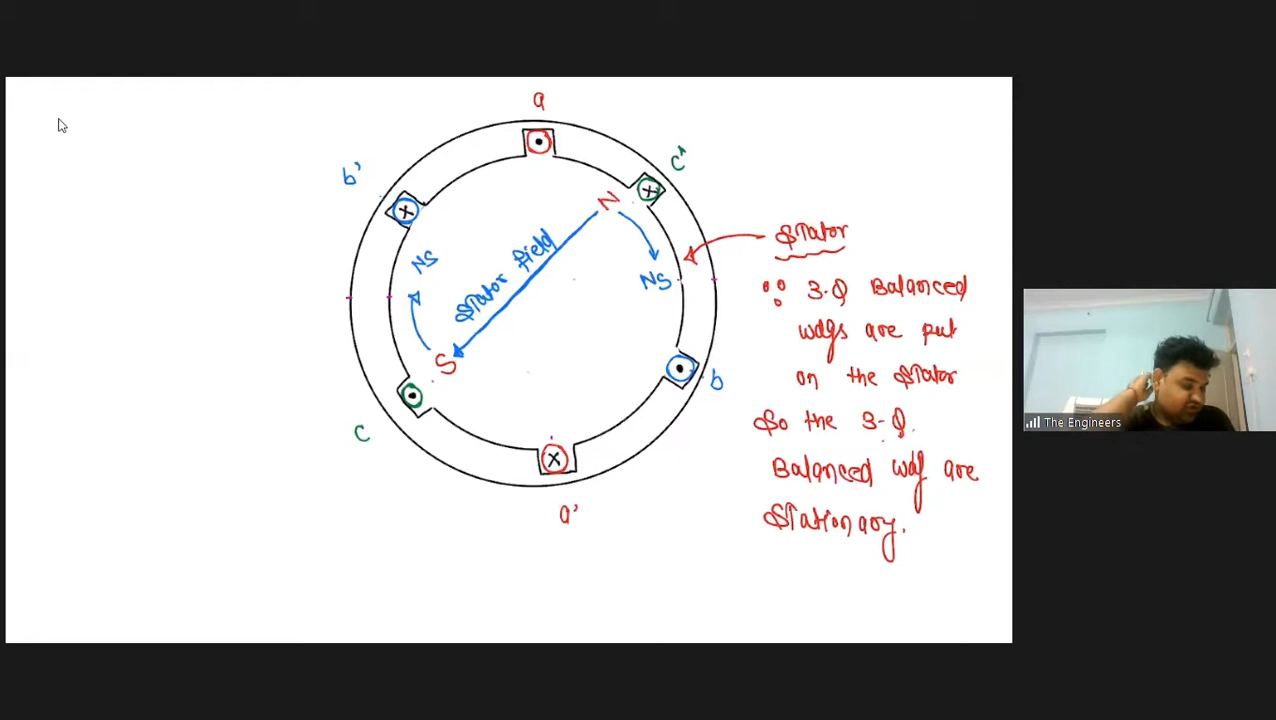 a
c'
b'
N
Stator
Stator field
NS
NS
∵ 3-Φ Balanced
wdgs are put
on the Stator
S
b
c
So the 3-Φ
Balanced wdg are
Stationary.
a'
The Engineers